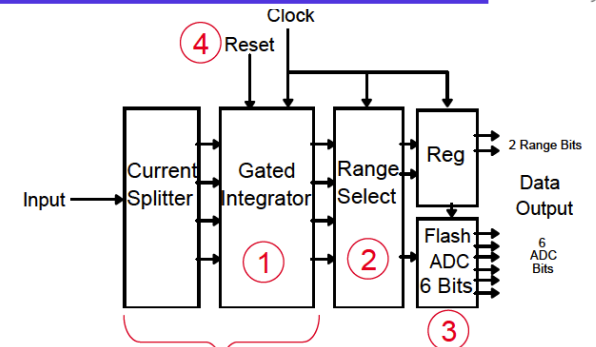 Clock
4
Reset
Input
Current
Splitter
Gated
Integrator
1
Range
Select
2
Reg
2 Range Bits
Data
Output
Flash
ADC
6 Bits
6
ADC
Bits
3